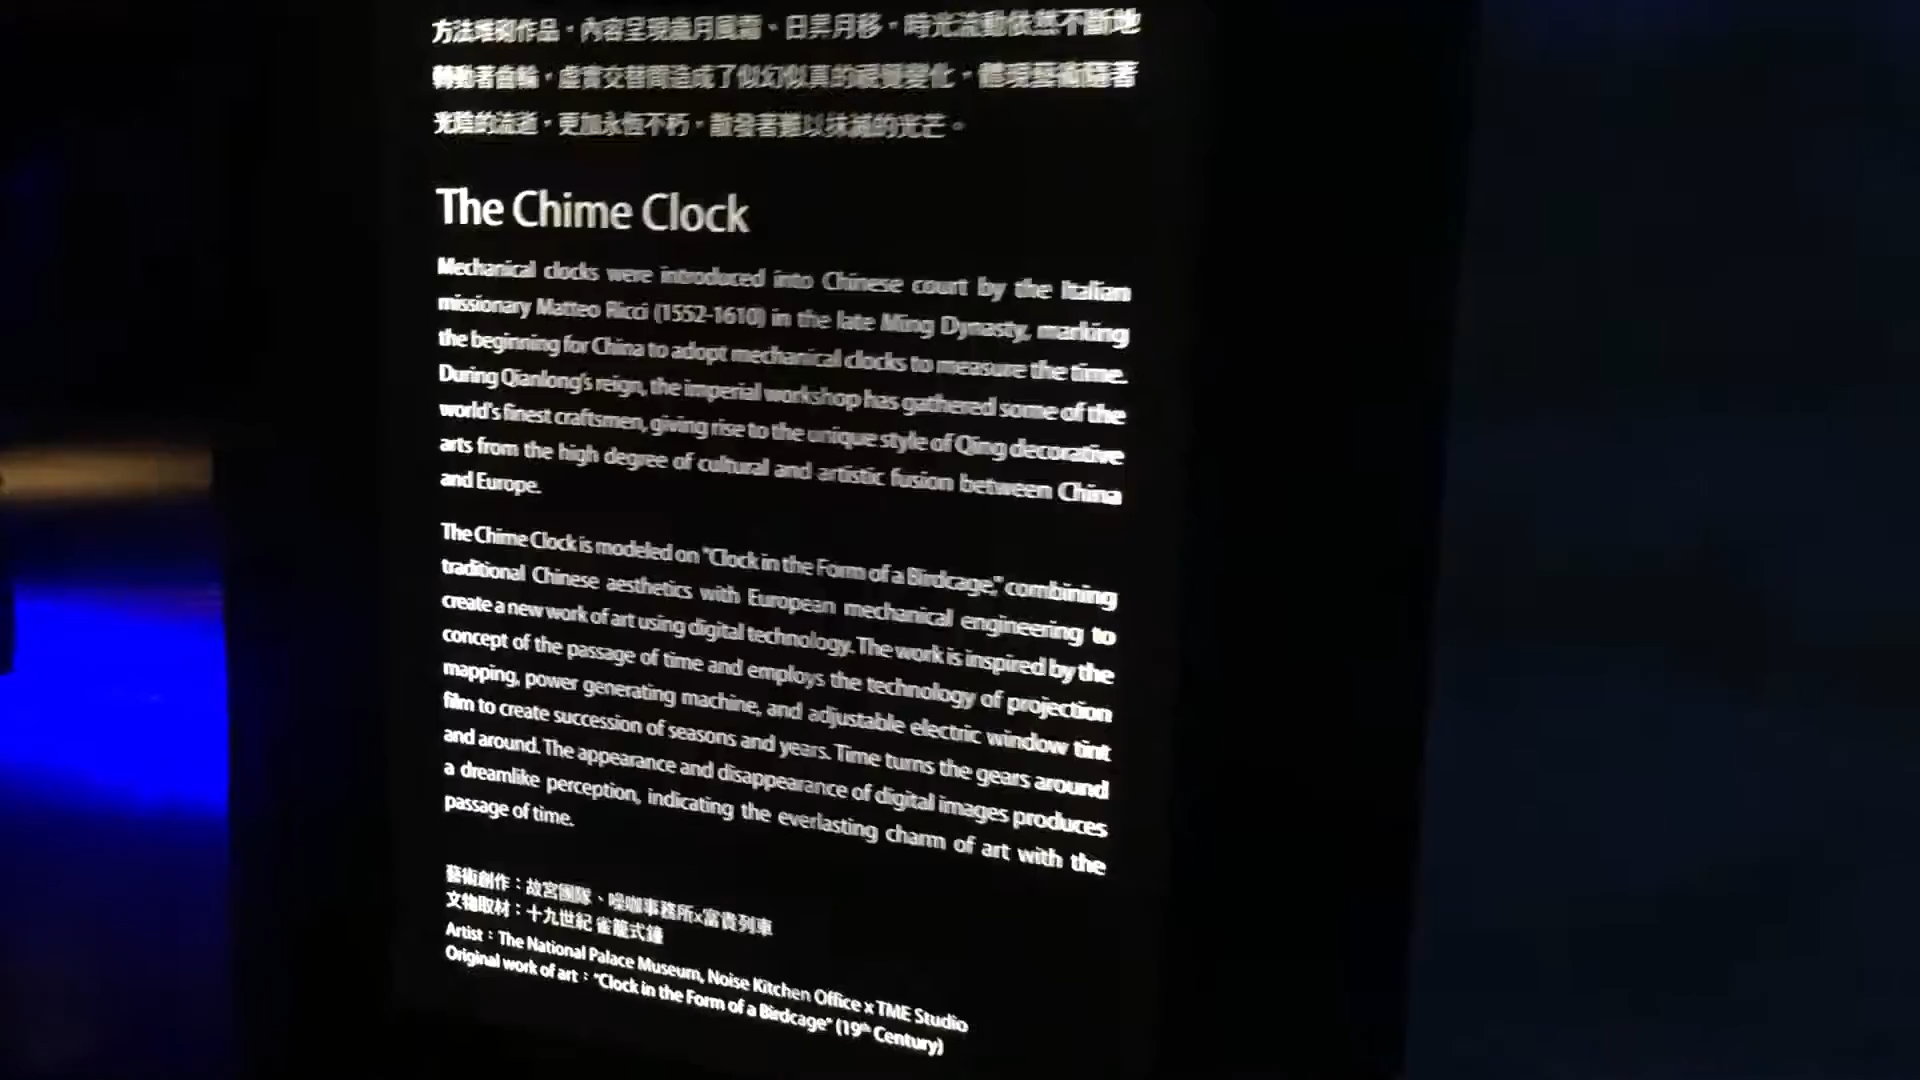 方法堆砌作品，內容呈現歲月風霜、日昇月移，時光流動依然不斷地
轉動著齒輪，虛實交替間造成了似幻似真的視覺變化，體現藝術隨著
光陰的流逝，更加永恆不朽，散發著難以抹滅的光芒。
The Chime Clock
Mechanical clocks were introduced into Chinese court by the Italian
missionary Matteo Ricci (1552-1610) in the late Ming Dynasty, marking
the beginning for China to adopt mechanical clocks to measure the time.
During Qianlong's reign, the imperial workshop has gathered some of the
world's finest craftsmen, giving rise to the unique style of Qing decorative
arts from the high degree of cultural and artistic fusion between China
and Europe.
The Chime Clock is modeled on "Clock in the Form of a Birdcage," combining
traditional Chinese aesthetics with European mechanical engineering to
create a new work of art using digital technology. The work is inspired by the
concept of the passage of time and employs the technology of projection
mapping, power generating machine, and adjustable electric window tint
film to create succession of seasons and years. Time turns the gears around
and around. The appearance and disappearance of digital images produces
a dreamlike perception, indicating the everlasting charm of art with the
passage of time.
藝術創作：故宮團隊、噪咖事務所x富貴列車
文物取材：十九世紀 雀籠式鐘
Artist：The National Palace Museum, Noise Kitchen Office x TME Studio
Original work of art："Clock in the Form of a Birdcage" (19th Century)